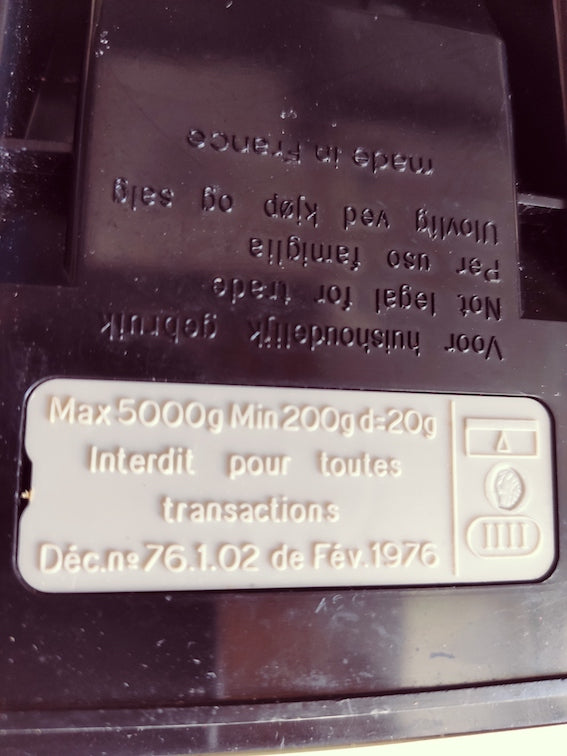 Voor huishoudelijk gebruik
Not legal for trade
Per uso famiglia
Ulovlig ved kjøp og salg
made in France
Max 5000g Min 200g d=20g
Interdit pour toutes
transactions
Déc.nº 76.1.02 de Fév.1976
IIII